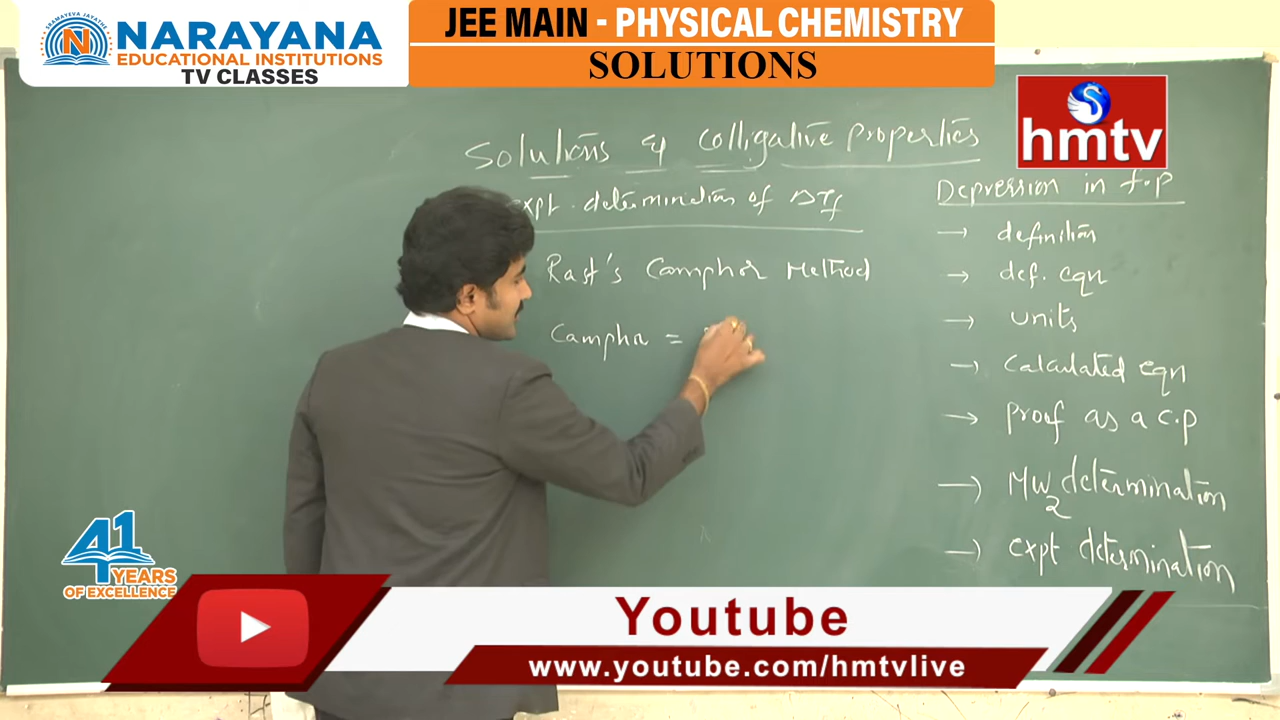 SRAMAYEVA JAYATHE
N
NARAYANA
EDUCATIONAL INSTITUTIONS
TV CLASSES
JEE MAIN - PHYSICAL CHEMISTRY
SOLUTIONS
hmtv
Solutions & Colligative Properties
expt. determination of ΔTf
Rast's Camphor Method
Camphor =
Depression in f.p
→ definition
→ def. eqn
→ units
→ Calculated eqn
→ Proof as a c.p
→ MW2 determination
→ expt determination
41
YEARS
OF EXCELLENCE
Youtube
www.youtube.com/hmtvlive